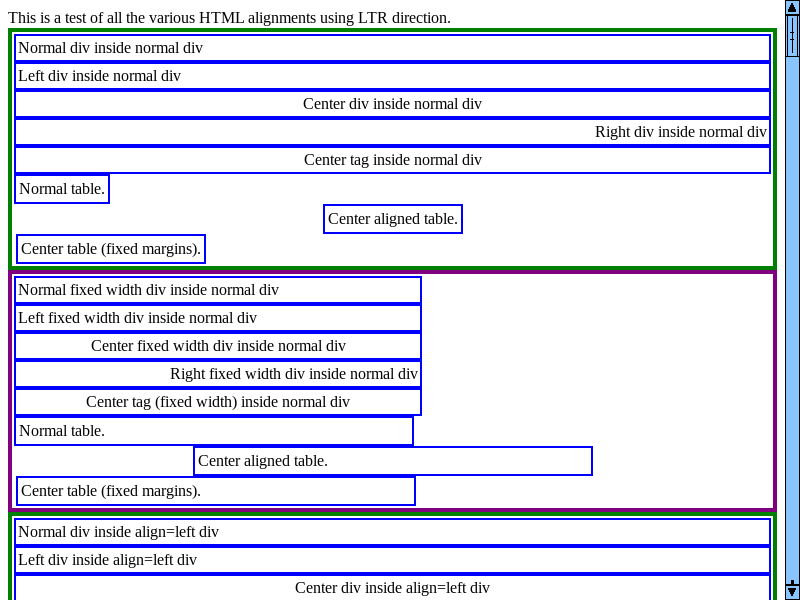 This is a test of all the various HTML alignments using LTR direction.
Normal div inside normal div
Left div inside normal div
Center div inside normal div
Right div inside normal div
Center tag inside normal div
Normal table.
Center aligned table.
Center table (fixed margins).
Normal fixed width div inside normal div
Left fixed width div inside normal div
Center fixed width div inside normal div
Right fixed width div inside normal div
Center tag (fixed width) inside normal div
Normal table.
Center aligned table.
Center table (fixed margins).
Normal div inside align=left div
Left div inside align=left div
Center div inside align=left div